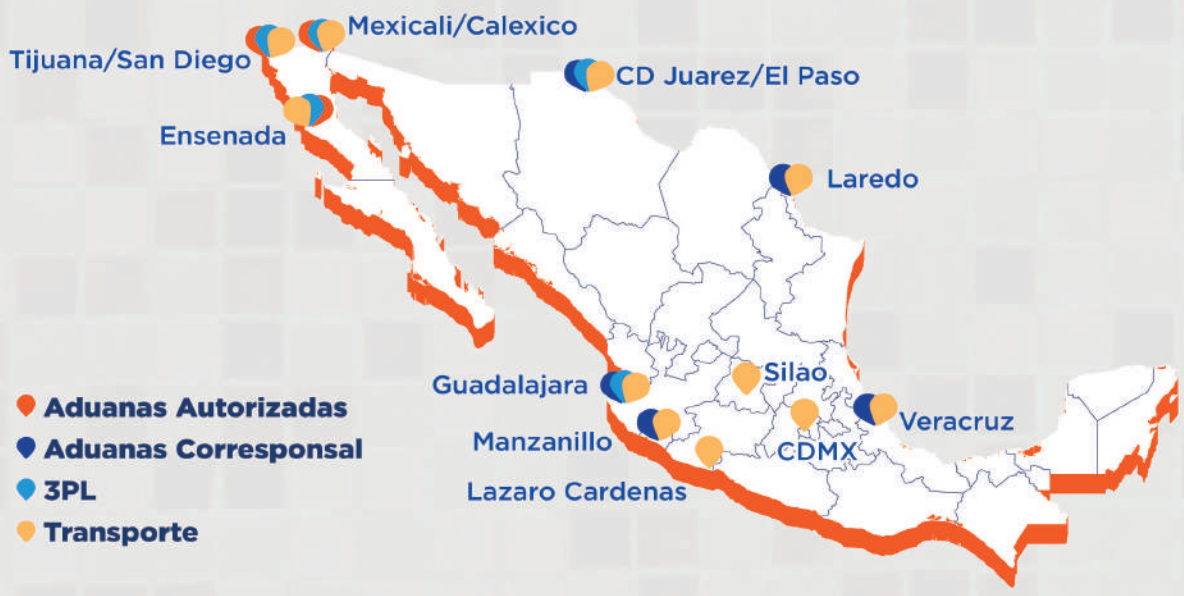 Mexicali/Calexico
Tijuana/San Diego
CD Juarez/El Paso
Ensenada
Laredo
Silao
Guadalajara
Aduanas Autorizadas
Veracruz
Manzanillo
CDMX
Aduanas Corresponsal
Lazaro Cardenas
3PL
Transporte